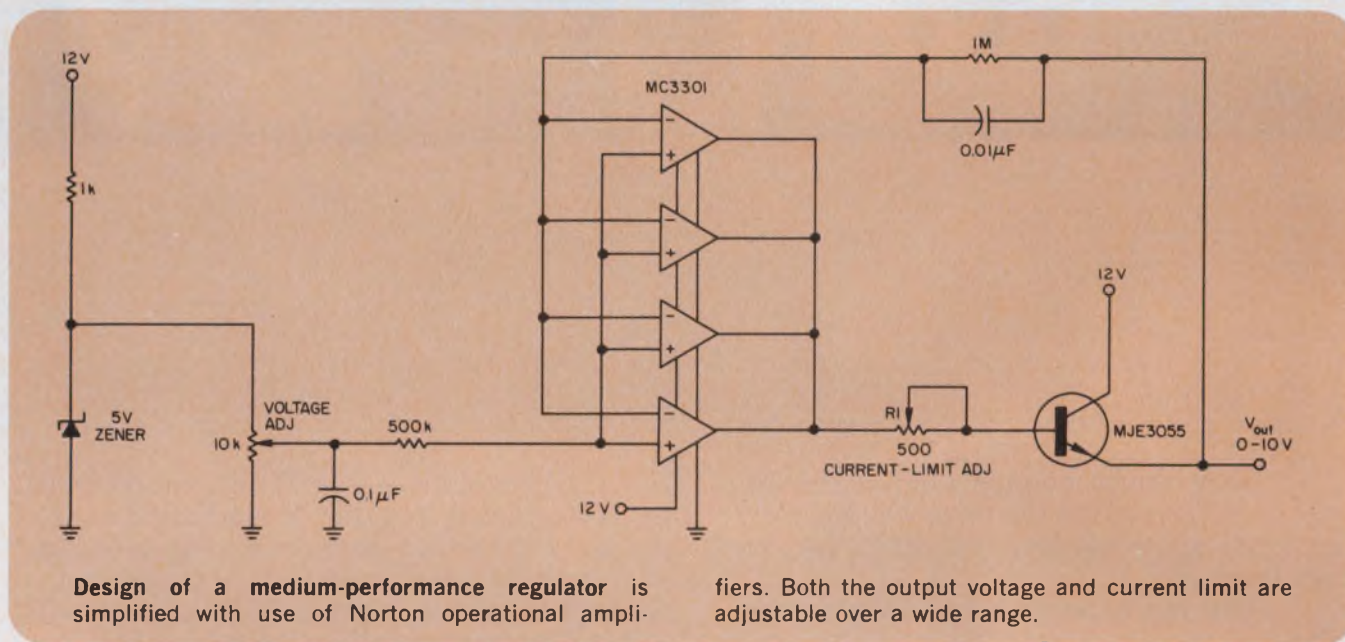 12V
1k
5V
ZENER
VOLTAGE
ADJ
10k
0.1μF
500k
MC3301
−
+
−
+
−
+
−
+
12V
1M
0.01μF
R1
500
CURRENT-LIMIT ADJ
12V
MJE3055
Vout
0-10V
Design of a medium-performance regulator is
simplified with use of Norton operational ampli-
fiers. Both the output voltage and current limit are
adjustable over a wide range.